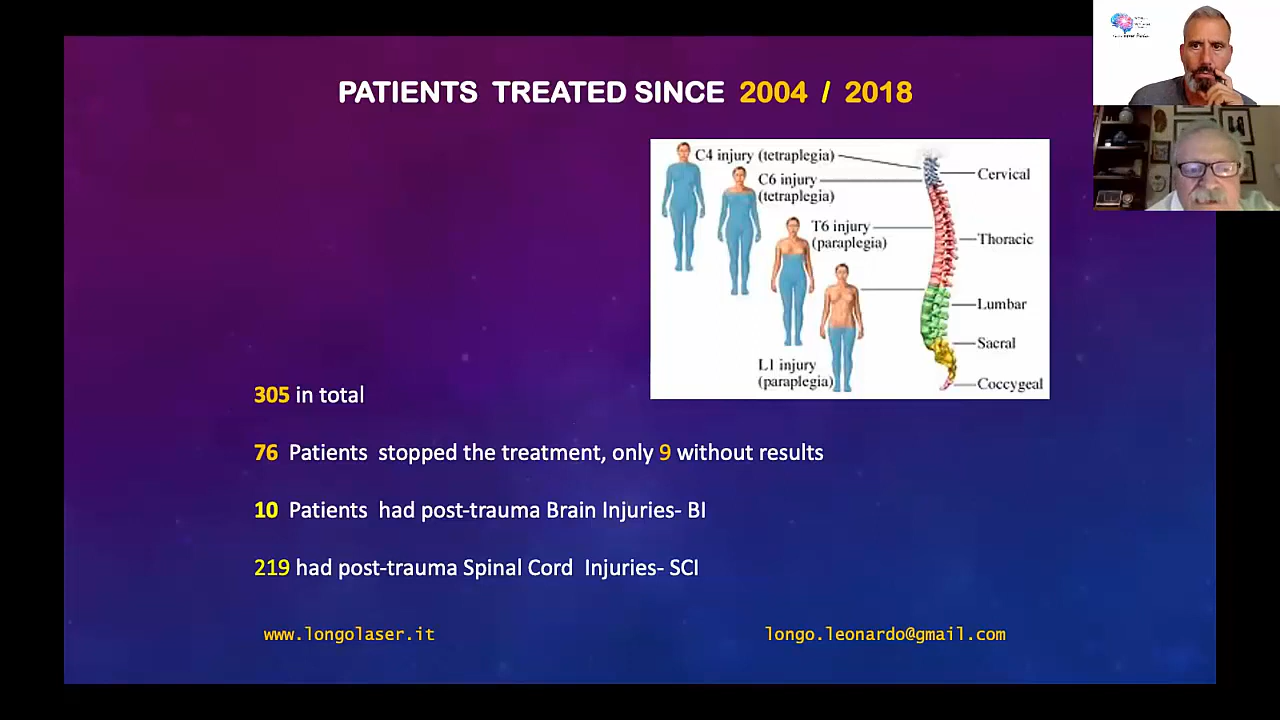 PATIENTS TREATED SINCE 2004 / 2018
C4 injury (tetraplegia)
C6 injury
(tetraplegia)
T6 injury
(paraplegia)
L1 injury
(paraplegia)
Cervical
Thoracic
Lumbar
Sacral
Coccygeal
305 in total
76 Patients stopped the treatment, only 9 without results
10 Patients had post-trauma Brain Injuries- BI
219 had post-trauma Spinal Cord Injuries- SCI
www.longolaser.it
longo.leonardo@gmail.com